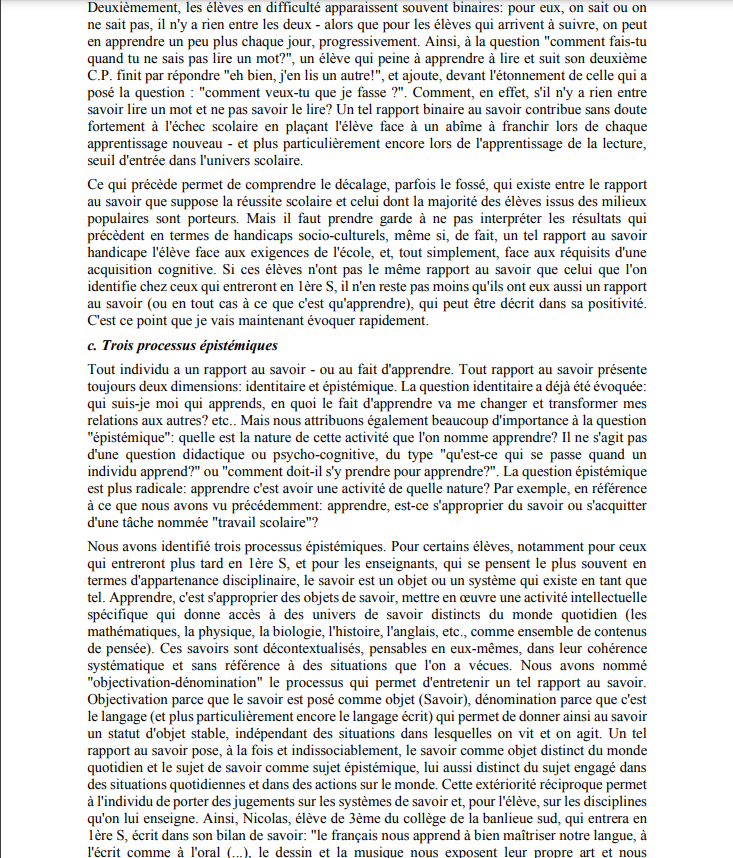 Deuxièmement, les élèves en difficulté apparaissent souvent binaires: pour eux, on sait ou on
ne sait pas, il n'y a rien entre les deux - alors que pour les élèves qui arrivent à suivre, on peut
en apprendre un peu plus chaque jour, progressivement. Ainsi, à la question "comment fais-tu
quand tu ne sais pas lire un mot?", un élève qui peine à apprendre à lire et suit son deuxième
C.P. finit par répondre "eh bien, j'en lis un autre!", et ajoute, devant l'étonnement de celle qui a
posé la question : "comment veux-tu que je fasse ?". Comment, en effet, s'il n'y a rien entre
savoir lire un mot et ne pas savoir le lire? Un tel rapport binaire au savoir contribue sans doute
fortement à l'échec scolaire en plaçant l'élève face à un abîme à franchir lors de chaque
apprentissage nouveau - et plus particulièrement encore lors de l'apprentissage de la lecture,
seuil d'entrée dans l'univers scolaire.
Ce qui précède permet de comprendre le décalage, parfois le fossé, qui existe entre le rapport
au savoir que suppose la réussite scolaire et celui dont la majorité des élèves issus des milieux
populaires sont porteurs. Mais il faut prendre garde à ne pas interpréter les résultats qui
précèdent en termes de handicaps socio-culturels, même si, de fait, un tel rapport au savoir
handicape l'élève face aux exigences de l'école, et, tout simplement, face aux réquisits d'une
acquisition cognitive. Si ces élèves n'ont pas le même rapport au savoir que celui que l'on
identifie chez ceux qui entreront en 1ère S, il n'en reste pas moins qu'ils ont eux aussi un rapport
au savoir (ou en tout cas à ce que c'est qu'apprendre), qui peut être décrit dans sa positivité.
C'est ce point que je vais maintenant évoquer rapidement.
c. Trois processus épistémiques
Tout individu a un rapport au savoir - ou au fait d'apprendre. Tout rapport au savoir présente
toujours deux dimensions: identitaire et épistémique. La question identitaire a déjà été évoquée:
qui suis-je moi qui apprends, en quoi le fait d'apprendre va me changer et transformer mes
relations aux autres? etc.. Mais nous attribuons également beaucoup d'importance à la question
"épistémique": quelle est la nature de cette activité que l'on nomme apprendre? Il ne s'agit pas
d'une question didactique ou psycho-cognitive, du type "qu'est-ce qui se passe quand un
individu apprend?" ou "comment doit-il s'y prendre pour apprendre?". La question épistémique
est plus radicale: apprendre c'est avoir une activité de quelle nature? Par exemple, en référence
à ce que nous avons vu précédemment: apprendre, est-ce s'approprier du savoir ou s'acquitter
d'une tâche nommée "travail scolaire"?
Nous avons identifié trois processus épistémiques. Pour certains élèves, notamment pour ceux
qui entreront plus tard en 1ère S, et pour les enseignants, qui se pensent le plus souvent en
termes d'appartenance disciplinaire, le savoir est un objet ou un système qui existe en tant que
tel. Apprendre, c'est s'approprier des objets de savoir, mettre en œuvre une activité intellectuelle
spécifique qui donne accès à des univers de savoir distincts du monde quotidien (les
mathématiques, la physique, la biologie, l'histoire, l'anglais, etc., comme ensemble de contenus
de pensée). Ces savoirs sont décontextualisés, pensables en eux-mêmes, dans leur cohérence
systématique et sans référence à des situations que l'on a vécues. Nous avons nommé
"objectivation-dénomination" le processus qui permet d'entretenir un tel rapport au savoir.
Objectivation parce que le savoir est posé comme objet (Savoir), dénomination parce que c'est
le langage (et plus particulièrement encore le langage écrit) qui permet de donner ainsi au savoir
un statut d'objet stable, indépendant des situations dans lesquelles on vit et on agit. Un tel
rapport au savoir pose, à la fois et indissociablement, le savoir comme objet distinct du monde
quotidien et le sujet de savoir comme sujet épistémique, lui aussi distinct du sujet engagé dans
des situations quotidiennes et dans des actions sur le monde. Cette extériorité réciproque permet
à l'individu de porter des jugements sur les systèmes de savoir et, pour l'élève, sur les disciplines
qu'on lui enseigne. Ainsi, Nicolas, élève de 3ème du collège de la banlieue sud, qui entrera en
1ère S, écrit dans son bilan de savoir: "le français nous apprend à bien maîtriser notre langue, à
l'écrit comme à l'oral (...), le dessin et la musique nous exposent leur propre art et nous